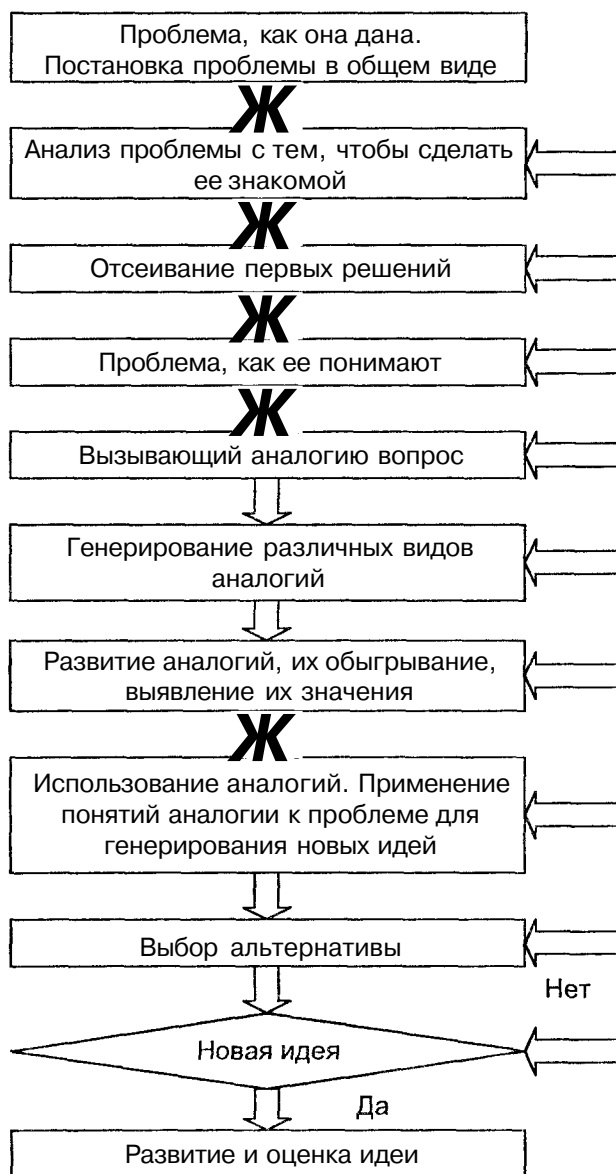 Проблема, как она дана.
Постановка проблемы в общем виде
Ж
Анализ проблемы с тем, чтобы сделать
ее знакомой
Ж
Отсеивание первых решений
Ж
Проблема, как ее понимают
Ж
Вызывающий аналогию вопрос
Генерирование различных видов
аналогий
Развитие аналогий, их обыгрывание,
выявление их значения
Ж
Использование аналогий. Применение
понятий аналогии к проблеме для
генерирования новых идей
Выбор альтернативы
Нет
Новая идея
Да
Развитие и оценка идеи